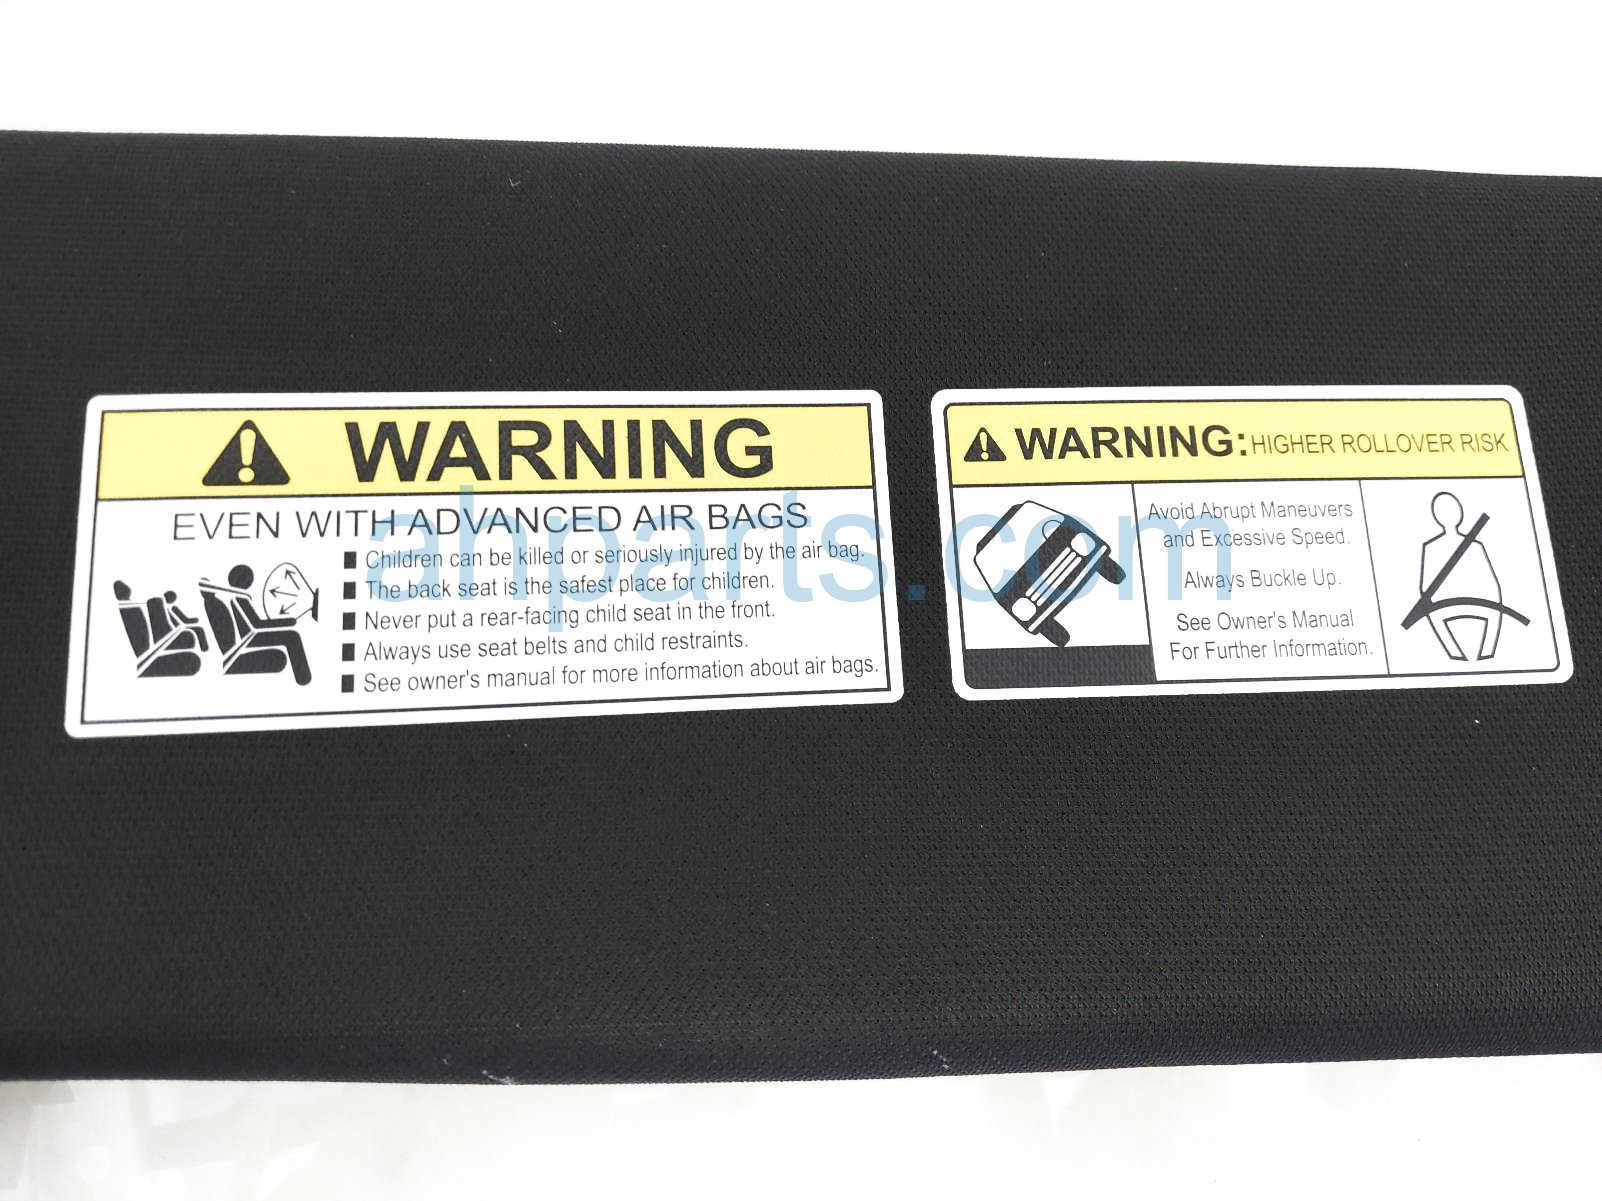 WARNING
EVEN WITH ADVANCED AIR BAGS
Children can be killed or seriously injured by the air bag.
The back seat is the safest place for children.
Never put a rear-facing child seat in the front.
Always use seat belts and child restraints.
See owner's manual for more information about air bags.
WARNING: HIGHER ROLLOVER RISK
Avoid Abrupt Maneuvers
and Excessive Speed.
Always Buckle Up.
See Owner's Manual
For Further Information.
ahparts.com